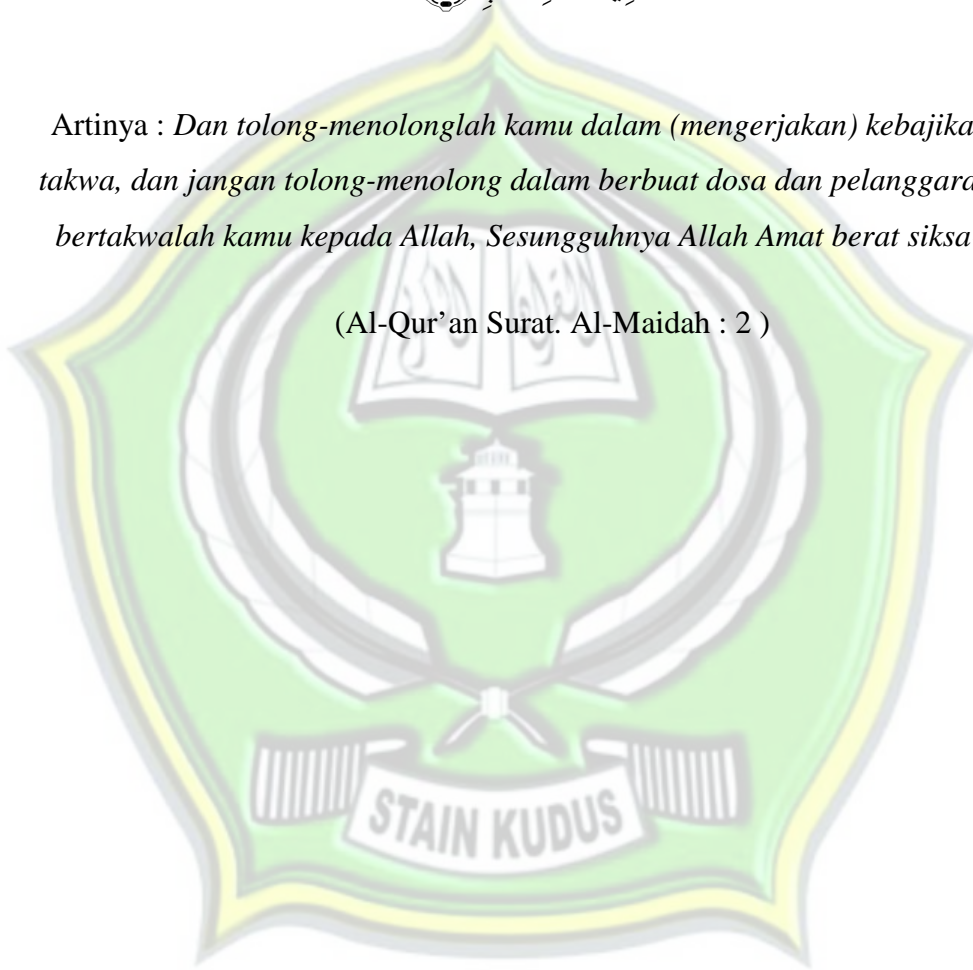 Artinya : Dan tolong-menolonglah kamu dalam (mengerjakan) kebajika
takwa, dan jangan tolong-menolong dalam berbuat dosa dan pelanggara
bertakwalah kamu kepada Allah, Sesungguhnya Allah Amat berat siksa
(Al-Qur’an Surat. Al-Maidah : 2 )
STAIN KUDUS